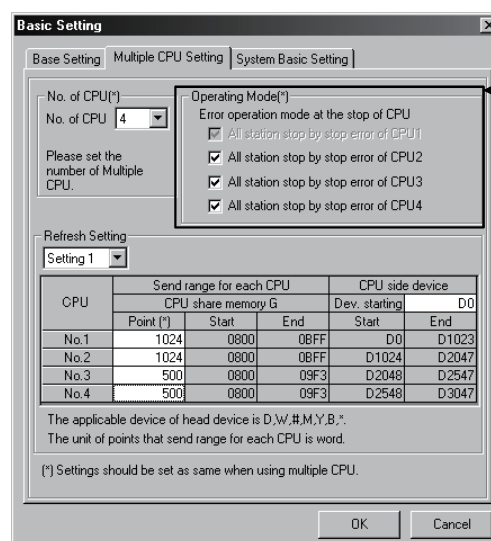 Basic Setting
Base Setting
Multiple CPU Setting
System Basic Setting
No. of CPU(*)
No. of CPU 4
Please set the
number of Multiple
CPU.
Operating Mode(*)
Error operation mode at the stop of CPU
All station stop by stop error of CPU1
All station stop by stop error of CPU2
All station stop by stop error of CPU3
All station stop by stop error of CPU4
Refresh Setting
Setting 1
CPU Send range for each CPU CPU side device
CPU share memory G Dev. starting D0
Point (*) Start End Start End
No.1 1024 0800 0BFF D0 D1023
No.2 1024 0800 0BFF D1024 D2047
No.3 500 0800 09F3 D2048 D2547
No.4 500 0800 09F3 D2548 D3047
The applicable device of head device is D,W,#,M,Y,B,*.
The unit of points that send range for each CPU is word.
(*) Settings should be set as same when using multiple CPU.
OK Cancel